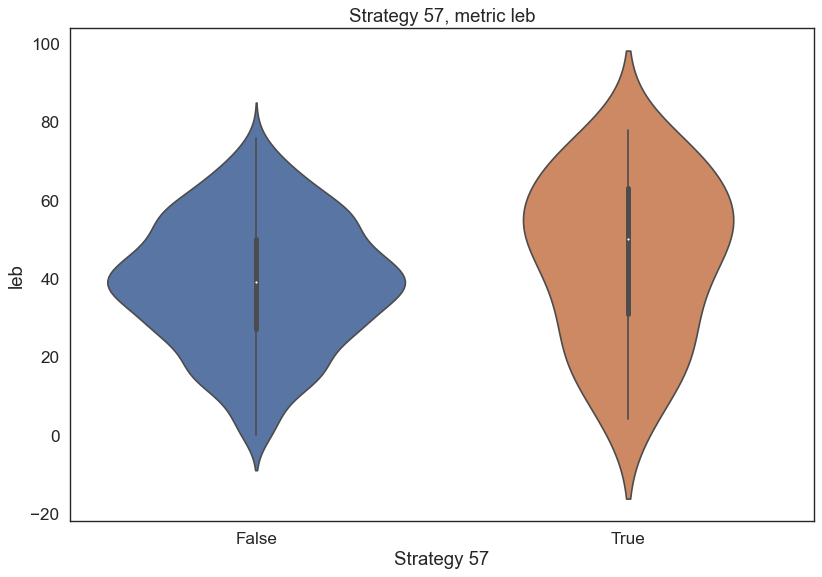 Strategy 57, metric leb
100
80
60
40
20
0
−20
leb
False
True
Strategy 57